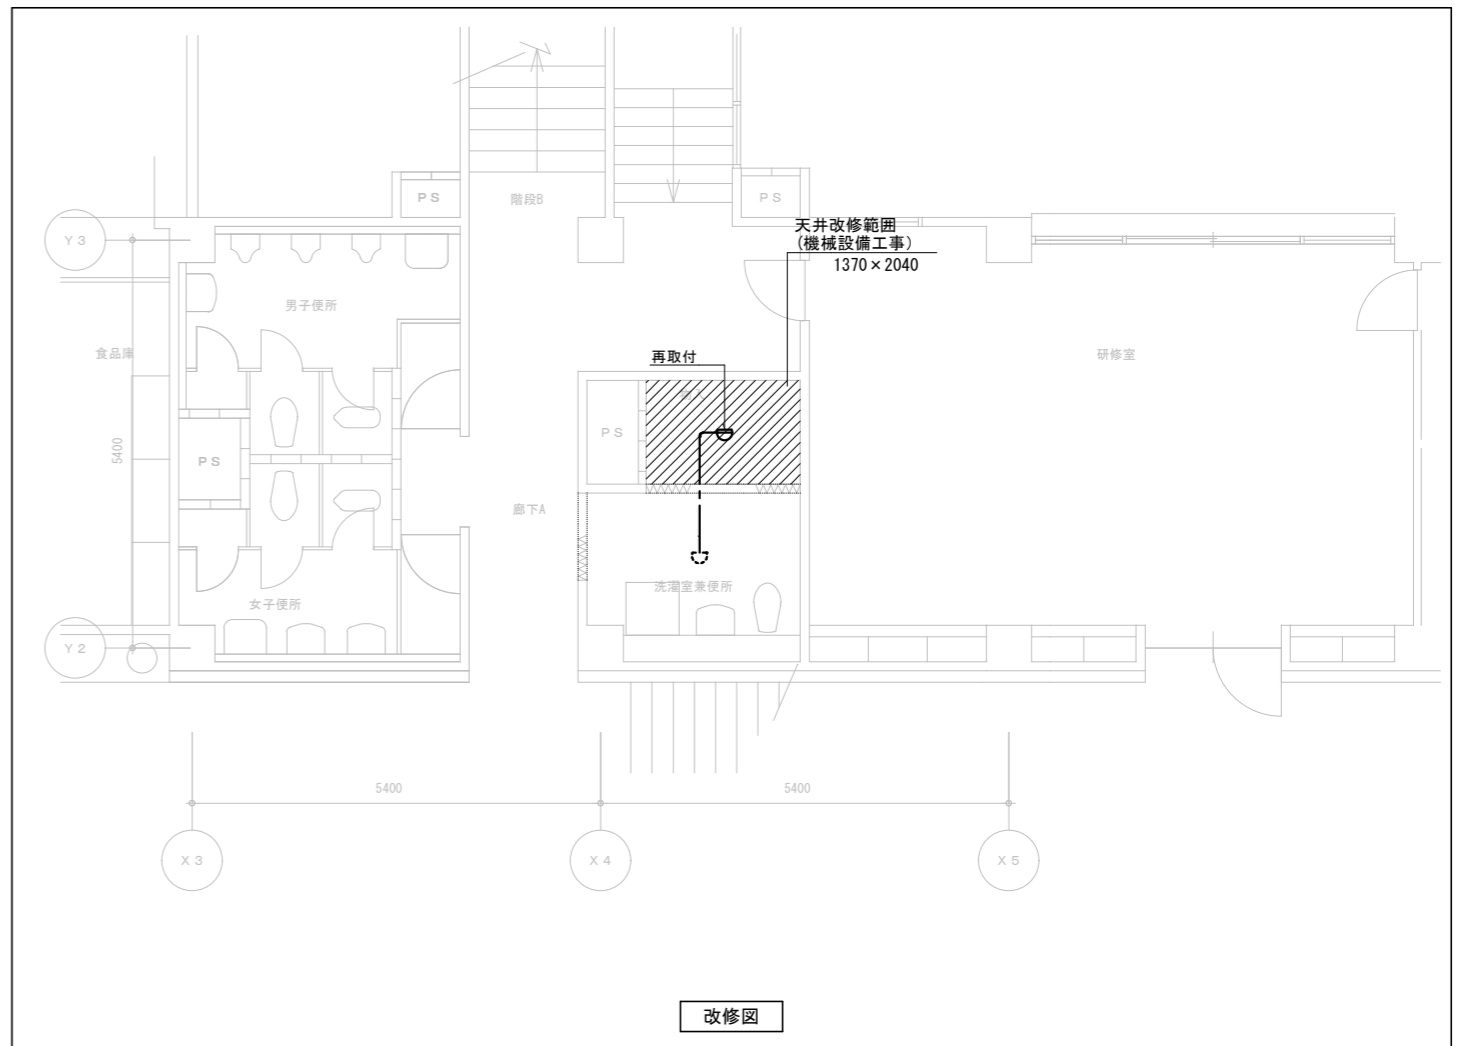 PS
階段B
PS
天井改修範囲
(機械設備工事)
1370×2040
Y3
男子便所
食品庫
再取付
研修室
物入
PS
PS
5400
廊下A
洗濯室兼便所
女子便所
Y2
5400
5400
X3
X4
X5
改修図